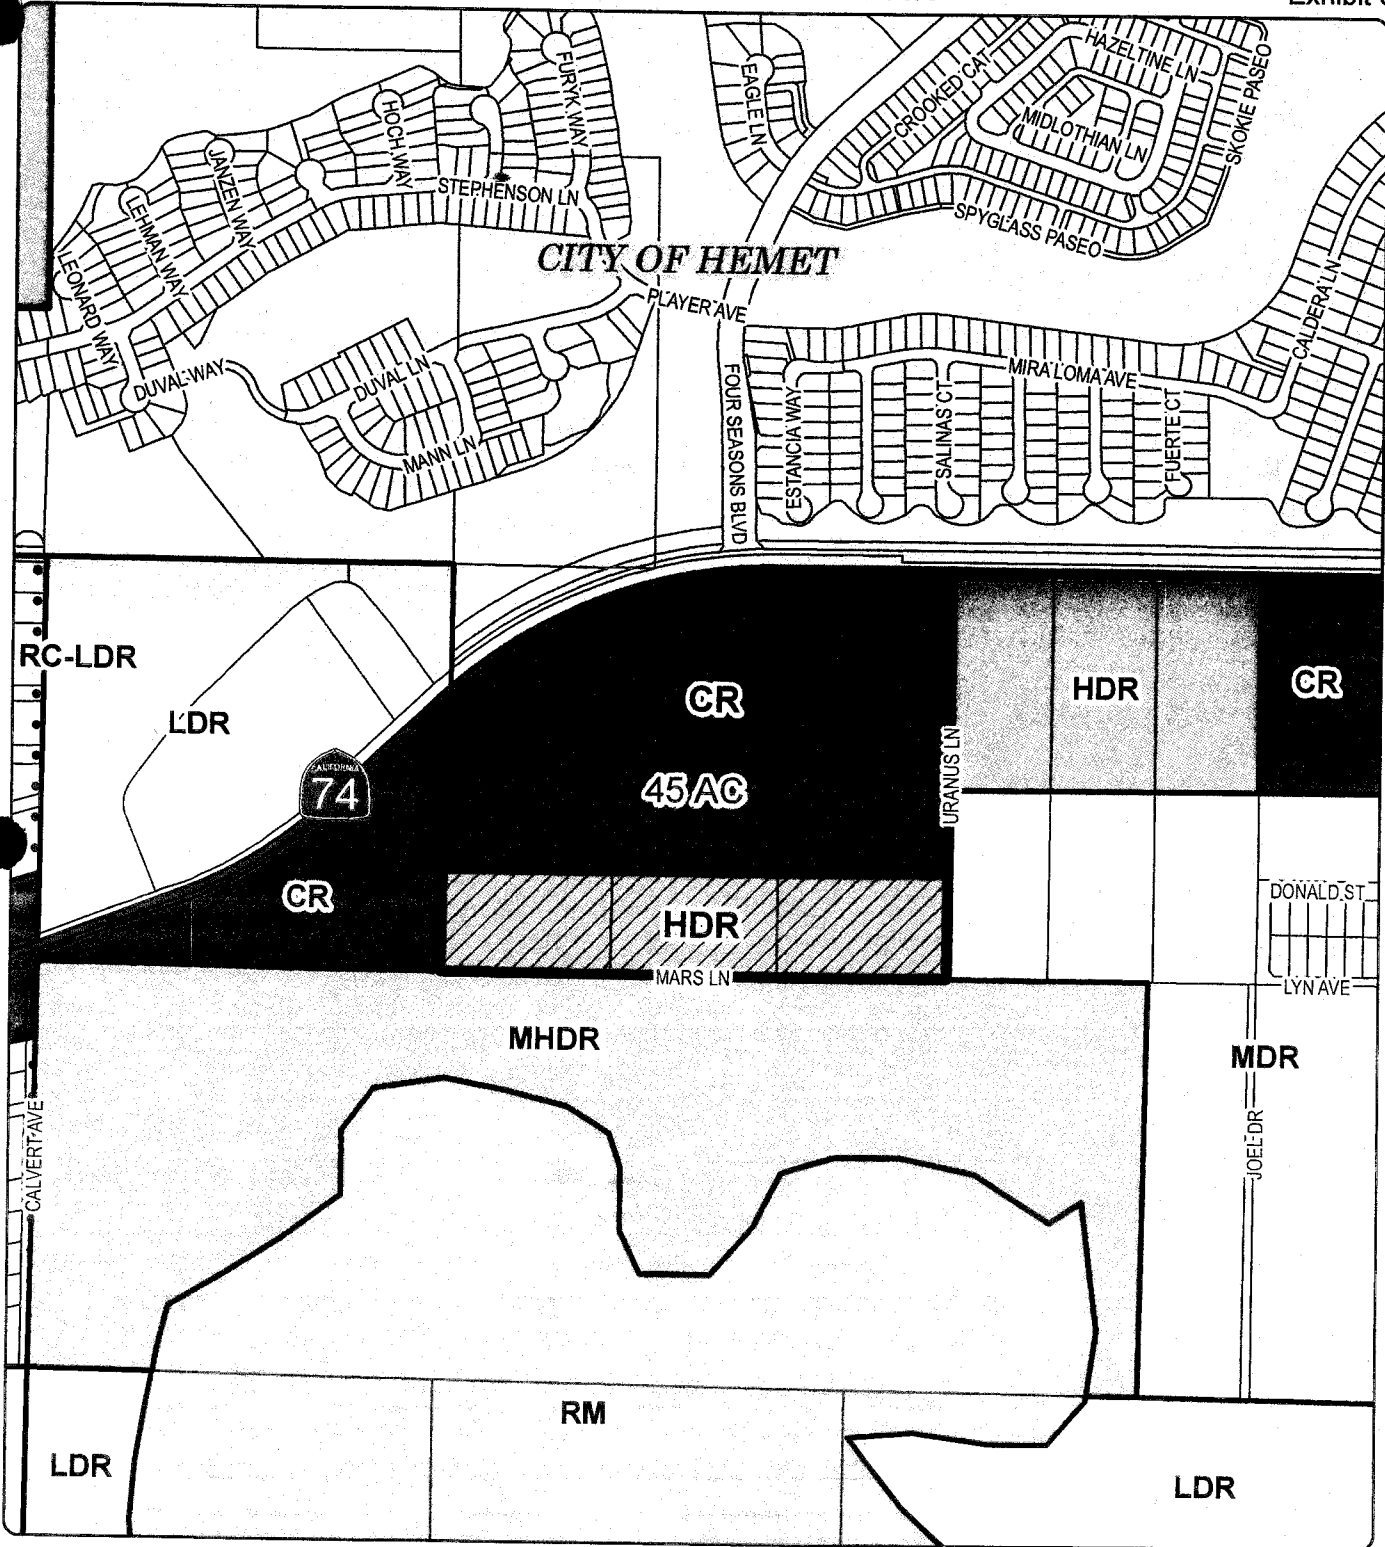 Exhibit
HAZELTINE LN
SKOKIE PASEO
FURYK WAY
EAGLE LN
CROOKED CAT
HOCH WAY
MIDLOTHIAN LN
JANZEN WAY
STEPHENSON LN
LEHMAN WAY
SPYGLASS PASEO
LEONARD WAY
CITY OF HEMET
CALDERA LN
PLAYER AVE
DUVAL WAY
DUVAL LN
MIRA LOMA AVE
FOUR SEASONS BLVD
ESTANCIA WAY
SALINAS CT
FUERTE CT
MANN LN
RC-LDR
LDR
CR
HDR
CR
CALIFORNIA
74
45 AC
URANUS LN
CR
HDR
DONALD ST
MARS LN
LYN AVE
MHDR
MDR
CALVERT AVE
JOEL DR
RM
LDR
LDR